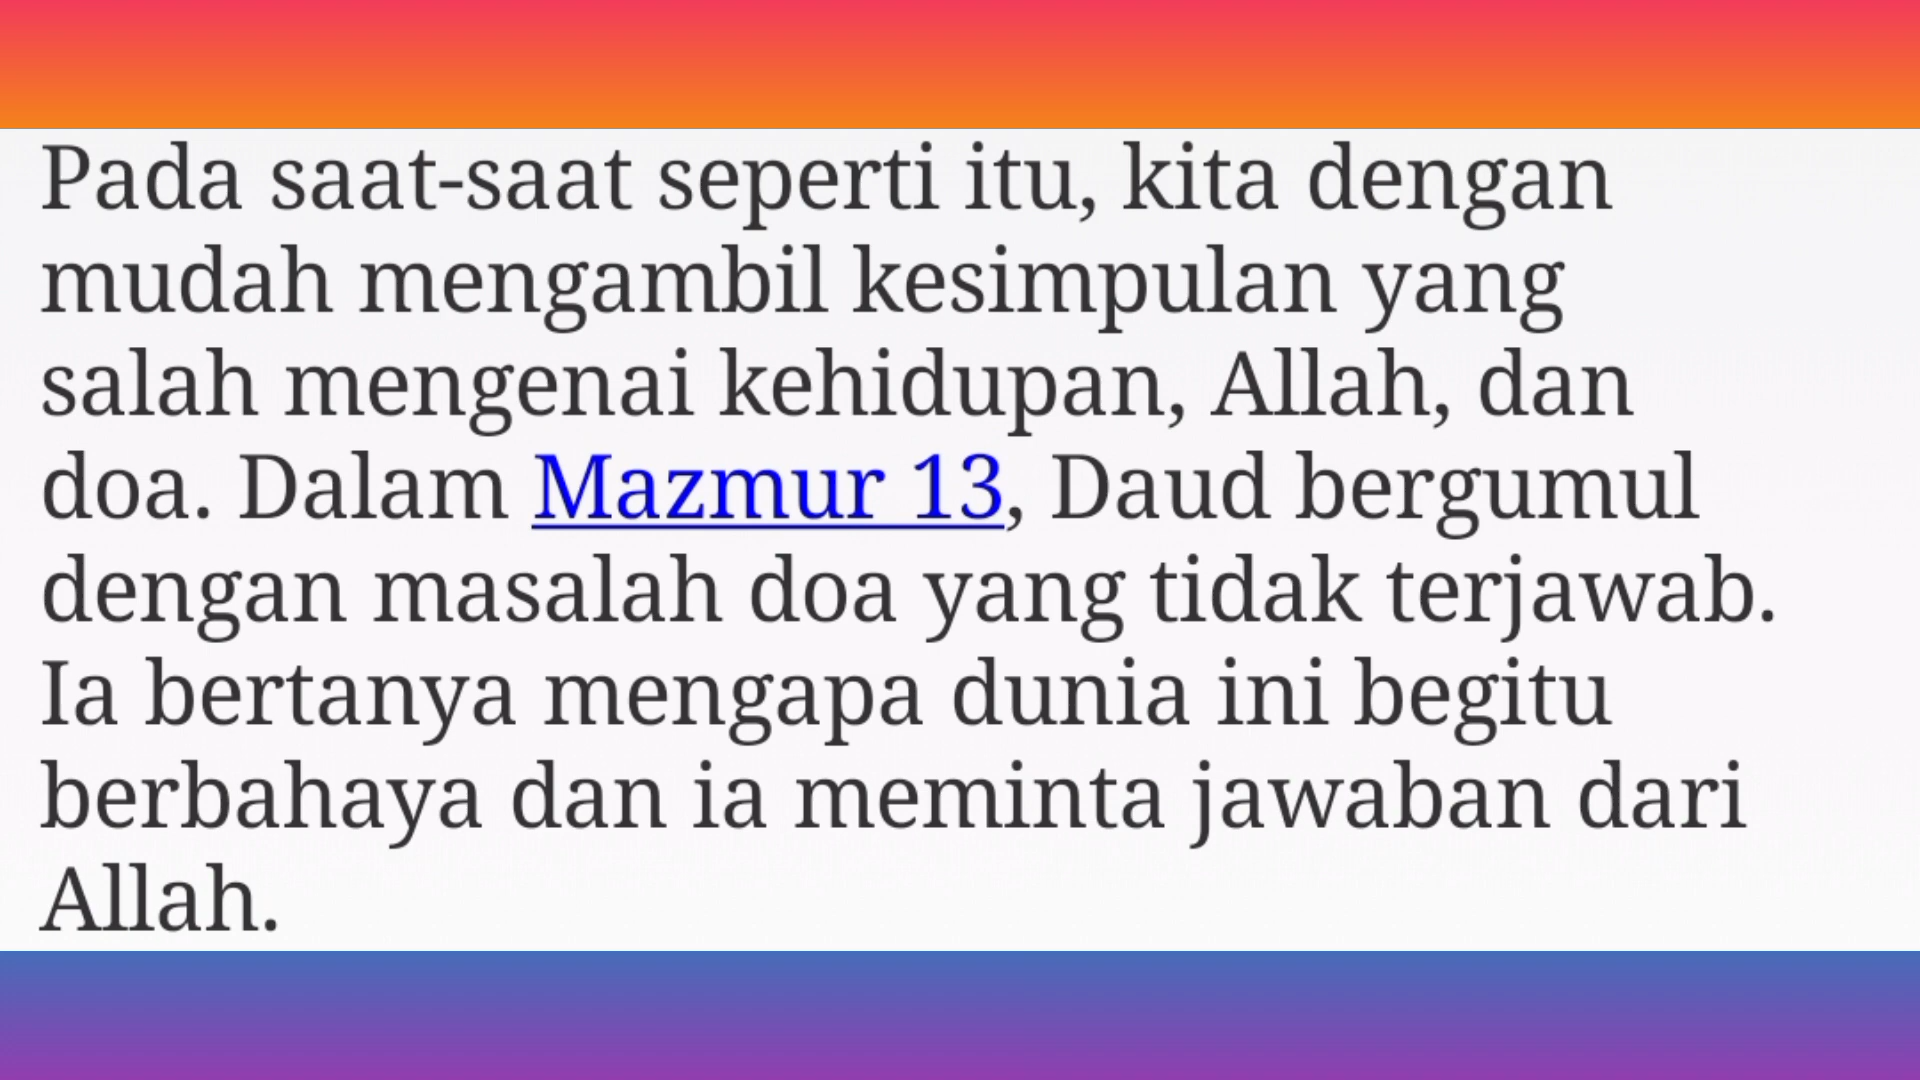 Pada saat-saat seperti itu, kita dengan
mudah mengambil kesimpulan yang
salah mengenai kehidupan, Allah, dan
doa. Dalam Mazmur 13, Daud bergumul
dengan masalah doa yang tidak terjawab.
Ia bertanya mengapa dunia ini begitu
berbahaya dan ia meminta jawaban dari
Allah.